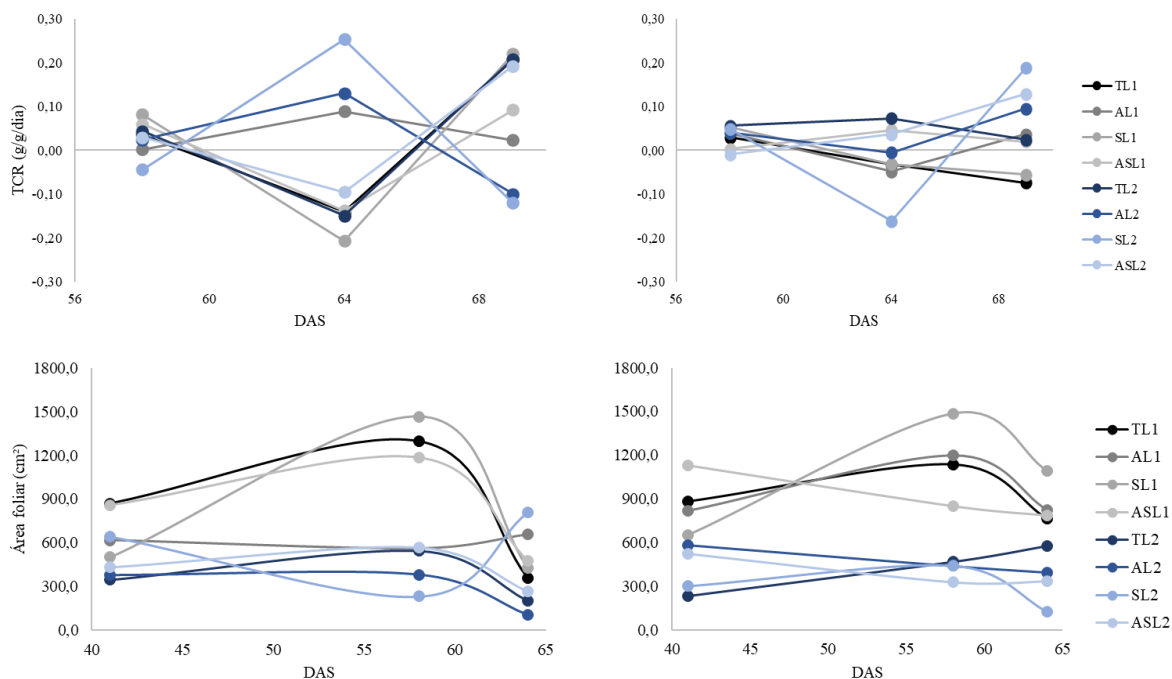 TCR (g/g/dia)
0,30
0,20
0,10
0,00
-0,10
-0,20
-0,30
56
60
64
68
DAS
0,30
0,20
0,10
0,00
-0,10
-0,20
-0,30
56
60
64
68
DAS
TL1
AL1
SL1
ASL1
TL2
AL2
SL2
ASL2
Área foliar (cm²)
1800,0
1500,0
1200,0
900,0
600,0
300,0
0,0
40
45
50
55
60
65
DAS
1800,0
1500,0
1200,0
900,0
600,0
300,0
0,0
40
45
50
55
60
65
DAS
TL1
AL1
SL1
ASL1
TL2
AL2
SL2
ASL2